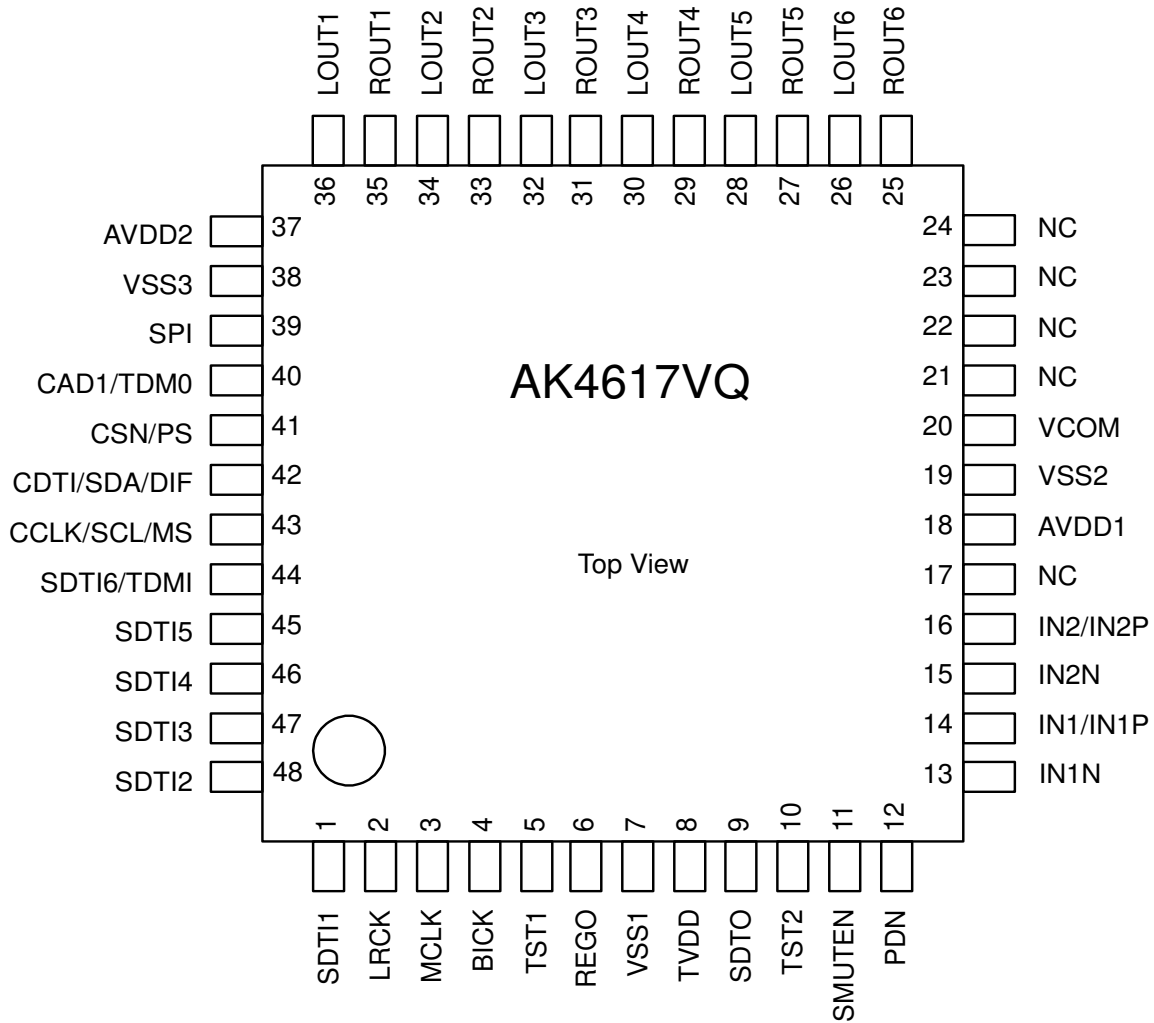 LOUT1
ROUT1
LOUT2
ROUT2
LOUT3
ROUT3
LOUT4
ROUT4
LOUT5
ROUT5
LOUT6
ROUT6
36
35
34
33
32
31
30
29
28
27
26
25
AVDD2 37
VSS3 38
SPI 39
CAD1/TDM0 40
CSN/PS 41
CDTI/SDA/DIF 42
CCLK/SCL/MS 43
SDTI6/TDMI 44
SDTI5 45
SDTI4 46
SDTI3 47
SDTI2 48
AK4617VQ
Top View
24 NC
23 NC
22 NC
21 NC
20 VCOM
19 VSS2
18 AVDD1
17 NC
16 IN2/IN2P
15 IN2N
14 IN1/IN1P
13 IN1N
1
2
3
4
5
6
7
8
9
10
11
12
SDTI1
LRCK
MCLK
BICK
TST1
REGO
VSS1
TVDD
SDTO
TST2
SMUTEN
PDN